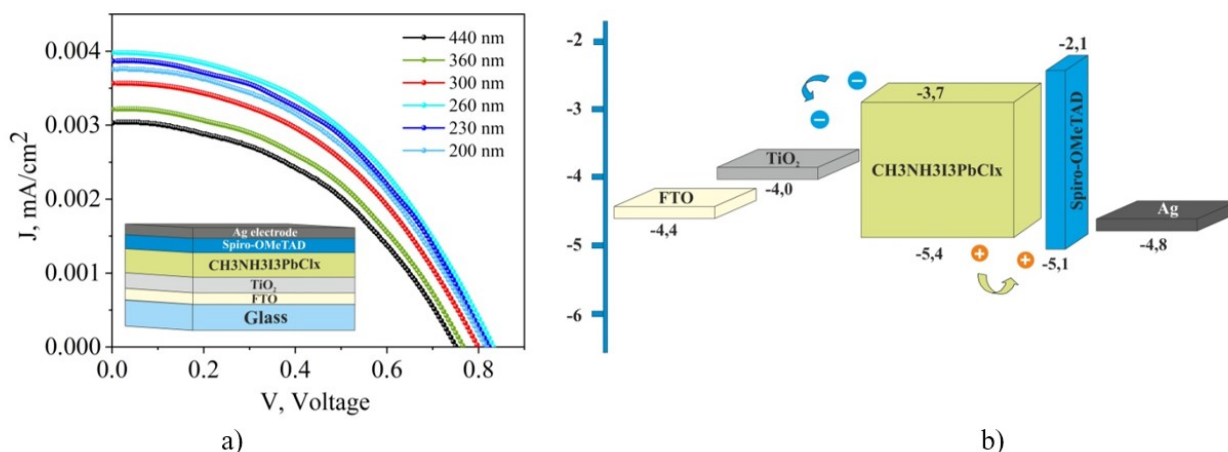 0.004
0.003
0.002
0.001
0.000
J, mA/cm2
440 nm
360 nm
300 nm
260 nm
230 nm
200 nm
Ag electrode
Spiro-OMeTAD
CH3NH3I3PbClx
TiO₂
FTO
Glass
0.0 0.2 0.4 0.6 0.8
V, Voltage
a)
-2
-3
-4
-5
-6
FTO
-4,4
TiO₂
-4,0
-3,7
CH3NH3I3PbClx
-5,4
-2,1
Spiro-OMeTAD
-5,1
Ag
-4,8
b)